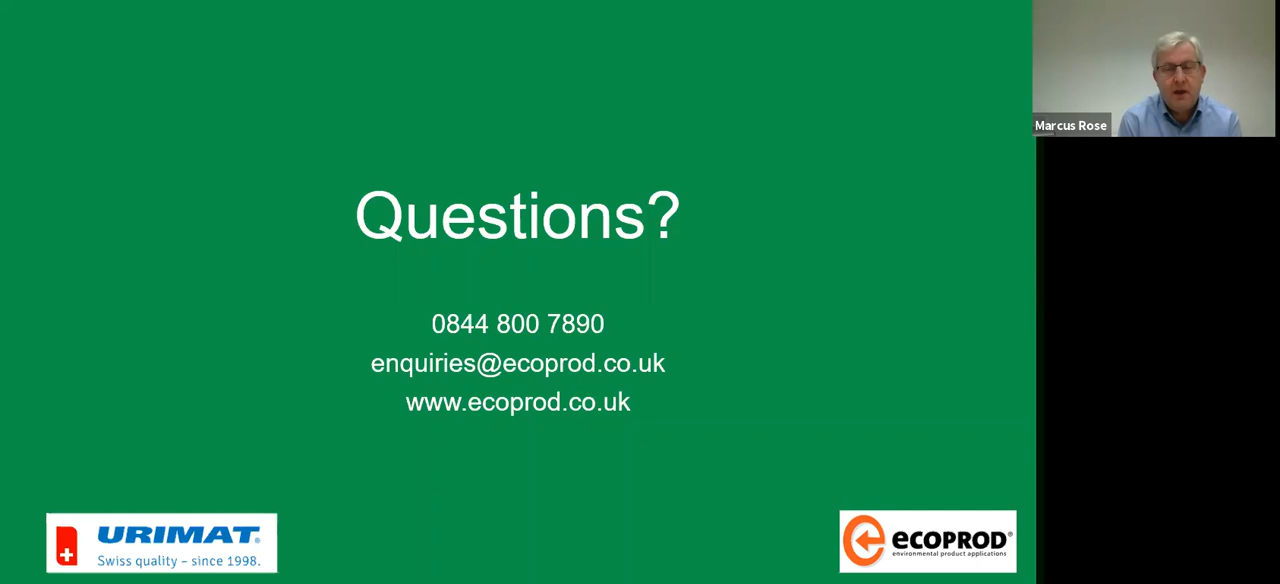 Marcus Rose
Questions?
0844 800 7890
enquiries@ecoprod.co.uk
www.ecoprod.co.uk
URIMAT®
Swiss quality – since 1998.
ECOPROD®
environmental product applications